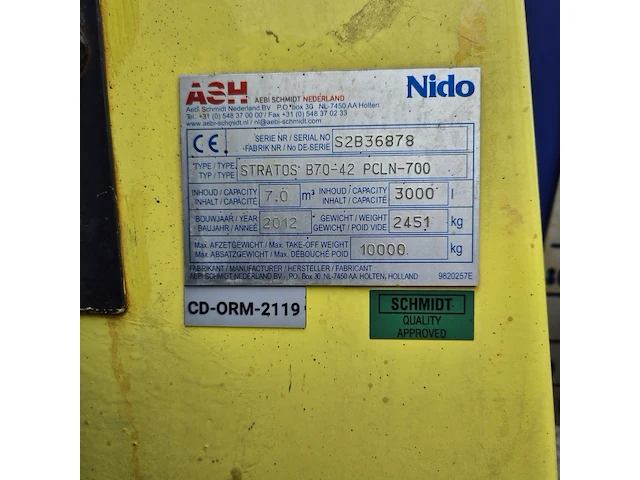 ASH AEBI SCHMIDT NEDERLAND
Nido
Aebi Schmidt Nederland BV P.O. Box 30 NL-7450 AA Holten
Tel. +31 (0) 548 37 00 00 / Fax +31 (0) 548 37 02 33
www.aebi-schmidt.nl / nl@aebi-schmidt.com
CE
SERIE NR / SERIAL NO
FABRIK NR / No DE-SERIE
S2B36878
TYPE / TYPE
TYP / TYPE
STRATOS B70-42 PCLN-700
INHOUD / CAPACITY
INHALT / CAPACITÉ
7.0 m³
INHOUD / CAPACITY
INHALT / CAPACITÉ
3000 l
BOUWJAAR / YEAR
BAUJAHR / ANNEÉ
2012
GEWICHT / WEIGHT
GEWICHT / POID VIDE
2451 kg
Max. AFZETGEWICHT / Max. TAKE-OFF WEIGHT
Max. ABSATZGEWICHT / Max. DÉBOUCHÉ POID
10000 kg
FABRIKANT / MANUFACTURER / HERSTELLER / FABRICANT
AEBI SCHMIDT NEDERLAND BV , P.O. Box 30 NL-7450 AA HOLTEN, HOLLAND
9820257E
CD-ORM-2119
SCHMIDT
QUALITY
APPROVED